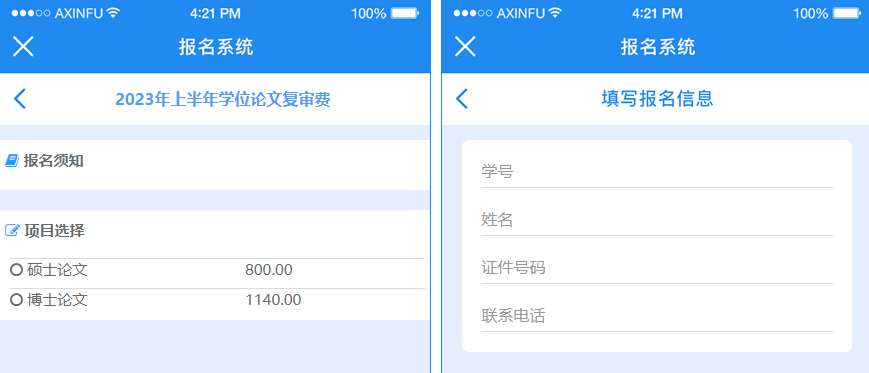 AXINFU 4:21 PM 100%
报名系统
2023年上半年学位论文复审费
报名须知
项目选择
硕士论文 800.00
博士论文 1140.00
AXINFU 4:21 PM 100%
报名系统
填写报名信息
学号
姓名
证件号码
联系电话